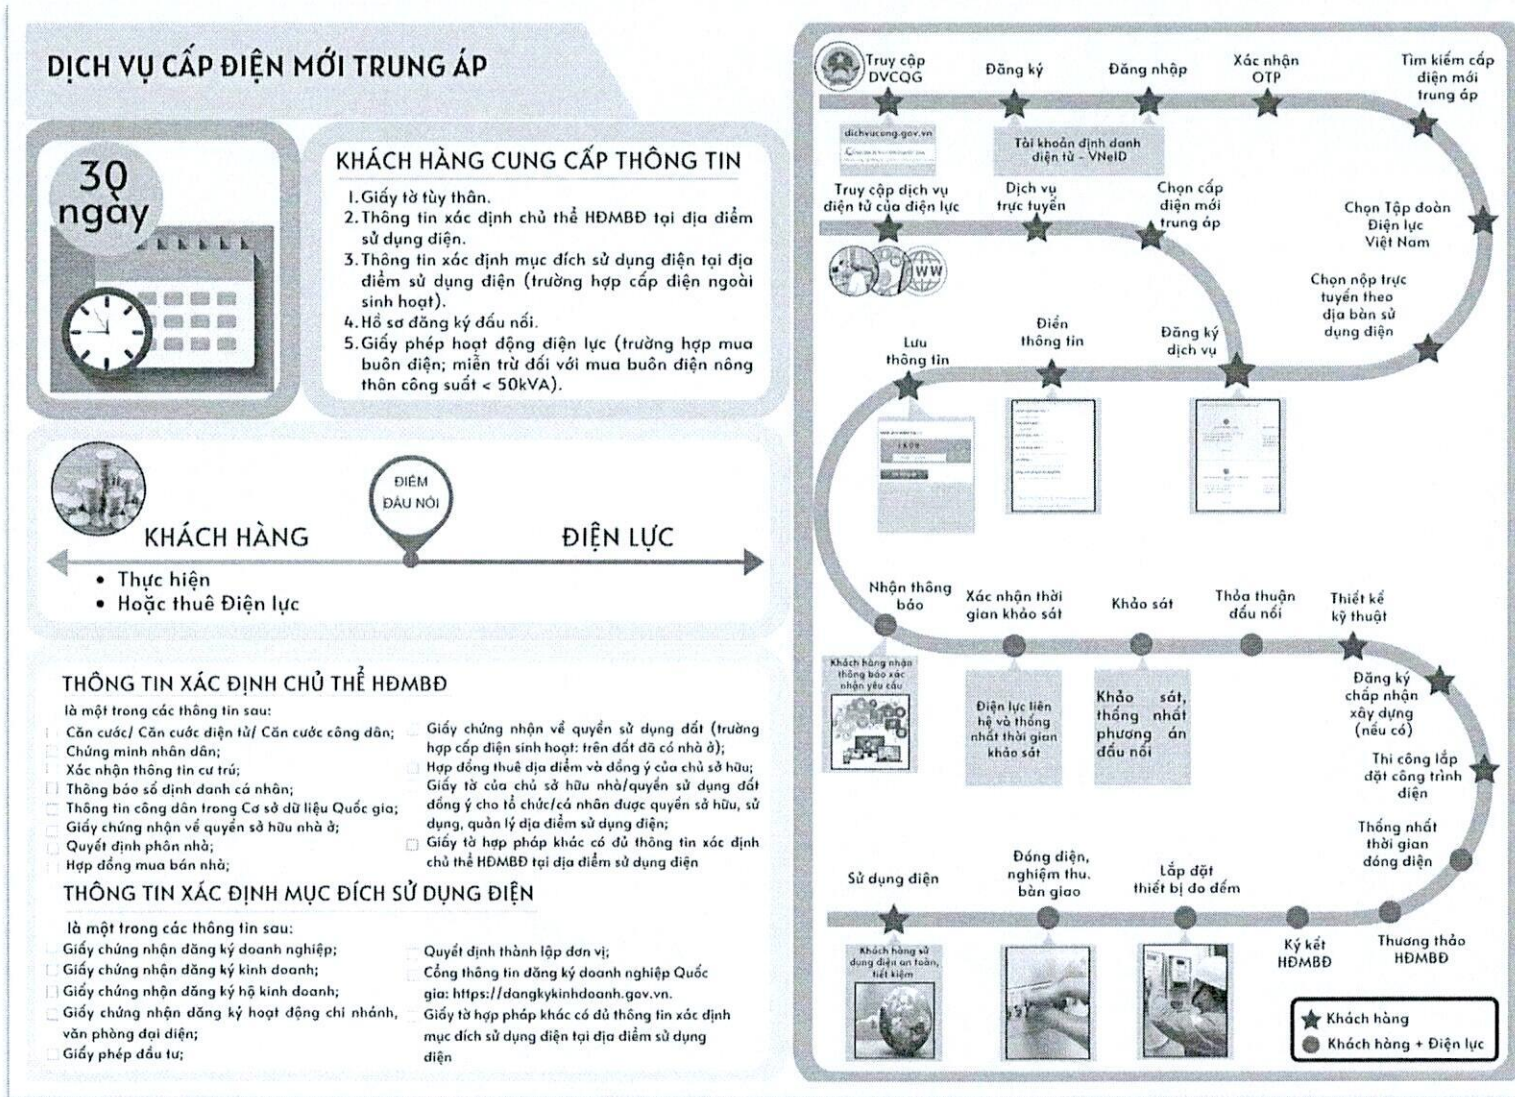 DỊCH VỤ CẤP ĐIỆN MỚI TRUNG ÁP
30
ngày
KHÁCH HÀNG CUNG CẤP THÔNG TIN
1. Giấy tờ tùy thân.
2. Thông tin xác định chủ thể HĐMBĐ tại địa điểm
sử dụng điện.
3. Thông tin xác định mục đích sử dụng điện tại địa
điểm sử dụng điện (trường hợp cấp điện ngoài
sinh hoạt).
4. Hồ sơ đăng ký đấu nối.
5. Giấy phép hoạt động điện lực (trường hợp mua
buôn điện; miễn trừ đối với mua buôn điện nông
thôn công suất < 50kVA).
ĐIỂM
ĐẤU NỐI
KHÁCH HÀNG
ĐIỆN LỰC
• Thực hiện
• Hoặc thuê Điện lực
THÔNG TIN XÁC ĐỊNH CHỦ THỂ HĐMBĐ
là một trong các thông tin sau:
Căn cước/ Căn cước điện tử/ Căn cước công dân;
Chứng minh nhân dân;
Xác nhận thông tin cư trú;
Thông báo số định danh cá nhân;
Thông tin công dân trong Cơ sở dữ liệu Quốc gia;
Giấy chứng nhận về quyền sở hữu nhà ở;
Quyết định phân nhà;
Hợp đồng mua bán nhà;
Giấy chứng nhận về quyền sử dụng đất (trường
hợp cấp điện sinh hoạt: trên đất đã có nhà ở);
Hợp đồng thuê địa điểm và đồng ý của chủ sở hữu;
Giấy tờ của chủ sở hữu nhà/quyền sử dụng đất
đồng ý cho tổ chức/cá nhân được quyền sở hữu, sử
dụng, quản lý địa điểm sử dụng điện;
Giấy tờ hợp pháp khác có đủ thông tin xác định
chủ thể HĐMBĐ tại địa điểm sử dụng điện
THÔNG TIN XÁC ĐỊNH MỤC ĐÍCH SỬ DỤNG ĐIỆN
là một trong các thông tin sau:
Giấy chứng nhận đăng ký doanh nghiệp;
Giấy chứng nhận đăng ký kinh doanh;
Giấy chứng nhận đăng ký hộ kinh doanh;
Giấy chứng nhận đăng ký hoạt động chi nhánh,
văn phòng đại diện;
Giấy phép đầu tư;
Quyết định thành lập đơn vị;
Cổng thông tin đăng ký doanh nghiệp Quốc
gia: https://dangkykinhdoanh.gov.vn.
Giấy tờ hợp pháp khác có đủ thông tin xác định
mục đích sử dụng điện tại địa điểm sử dụng
điện
Truy cập
DVCQG
Đăng ký
Đăng nhập
Xác nhận
OTP
Tìm kiếm cấp
điện mới
trung áp
dichvucong.gov.vn
Tài khoản định danh
điện tử - VNeID
Truy cập dịch vụ
điện tử của điện lực
Dịch vụ
trực tuyến
Chọn cấp
điện mới
trung áp
Chọn Tập đoàn
Điện lực
Việt Nam
WW
Chọn nộp trực
tuyến theo
địa bàn sử
dụng điện
Lưu
thông tin
Điền
thông tin
Đăng ký
dịch vụ
Nhận thông
báo
Xác nhận thời
gian khảo sát
Khảo sát
Thỏa thuận
đấu nối
Thiết kế
kỹ thuật
Khách hàng nhận
thông báo xác
nhận yêu cầu
Điện lực liên
hệ và thống
nhất thời gian
khảo sát
Khảo sát,
thống nhất
phương án
đấu nối
Đăng ký
chấp nhận
xây dựng
(nếu có)
Thi công lắp
đặt công trình
điện
Thống nhất
thời gian
đóng điện
Sử dụng điện
Đóng điện,
nghiệm thu.
bàn giao
Lắp đặt
thiết bị đo đếm
Ký kết
HĐMBĐ
Thương thảo
HĐMBĐ
Khách hàng sử
dụng điện an toàn,
tiết kiệm
Khách hàng
Khách hàng + Điện lực